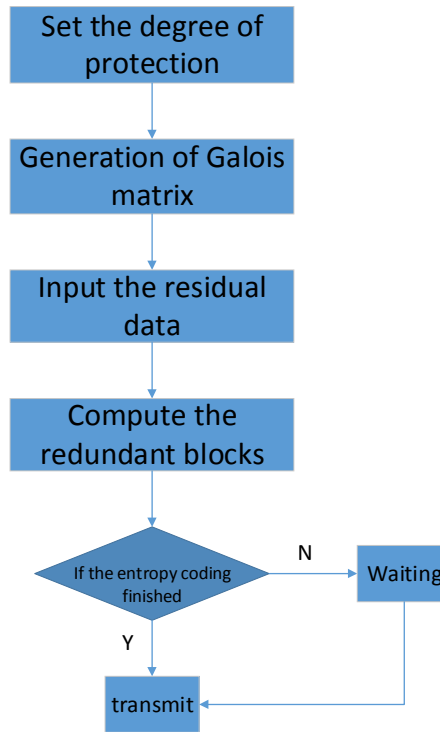 Set the degree of
protection
Generation of Galois
matrix
Input the residual
data
Compute the
redundant blocks
If the entropy coding
finished
N
Waiting
Y
transmit